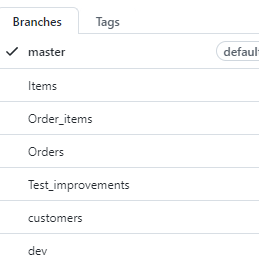 Branches Tags
master
Items
Order_items
Orders
Test_improvements
customers
dev